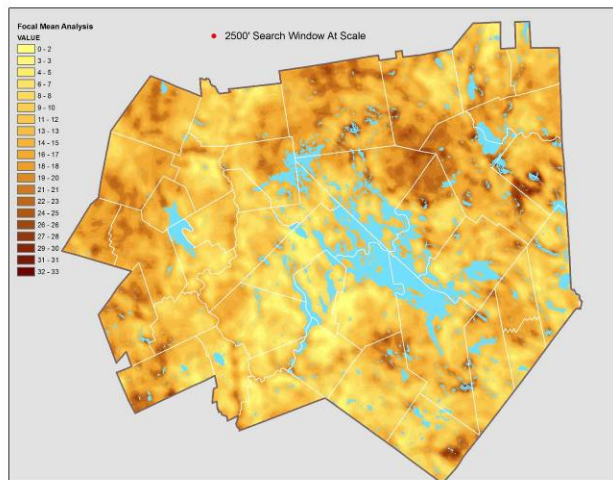 Focal Mean Analysis
VALUE
0 - 2
3 - 3
4 - 5
6 - 7
8 - 8
9 - 10
11 - 12
13 - 13
14 - 15
16 - 17
18 - 18
19 - 20
21 - 21
22 - 23
24 - 25
26 - 26
27 - 28
29 - 30
31 - 31
32 - 33
2500' Search Window At Scale